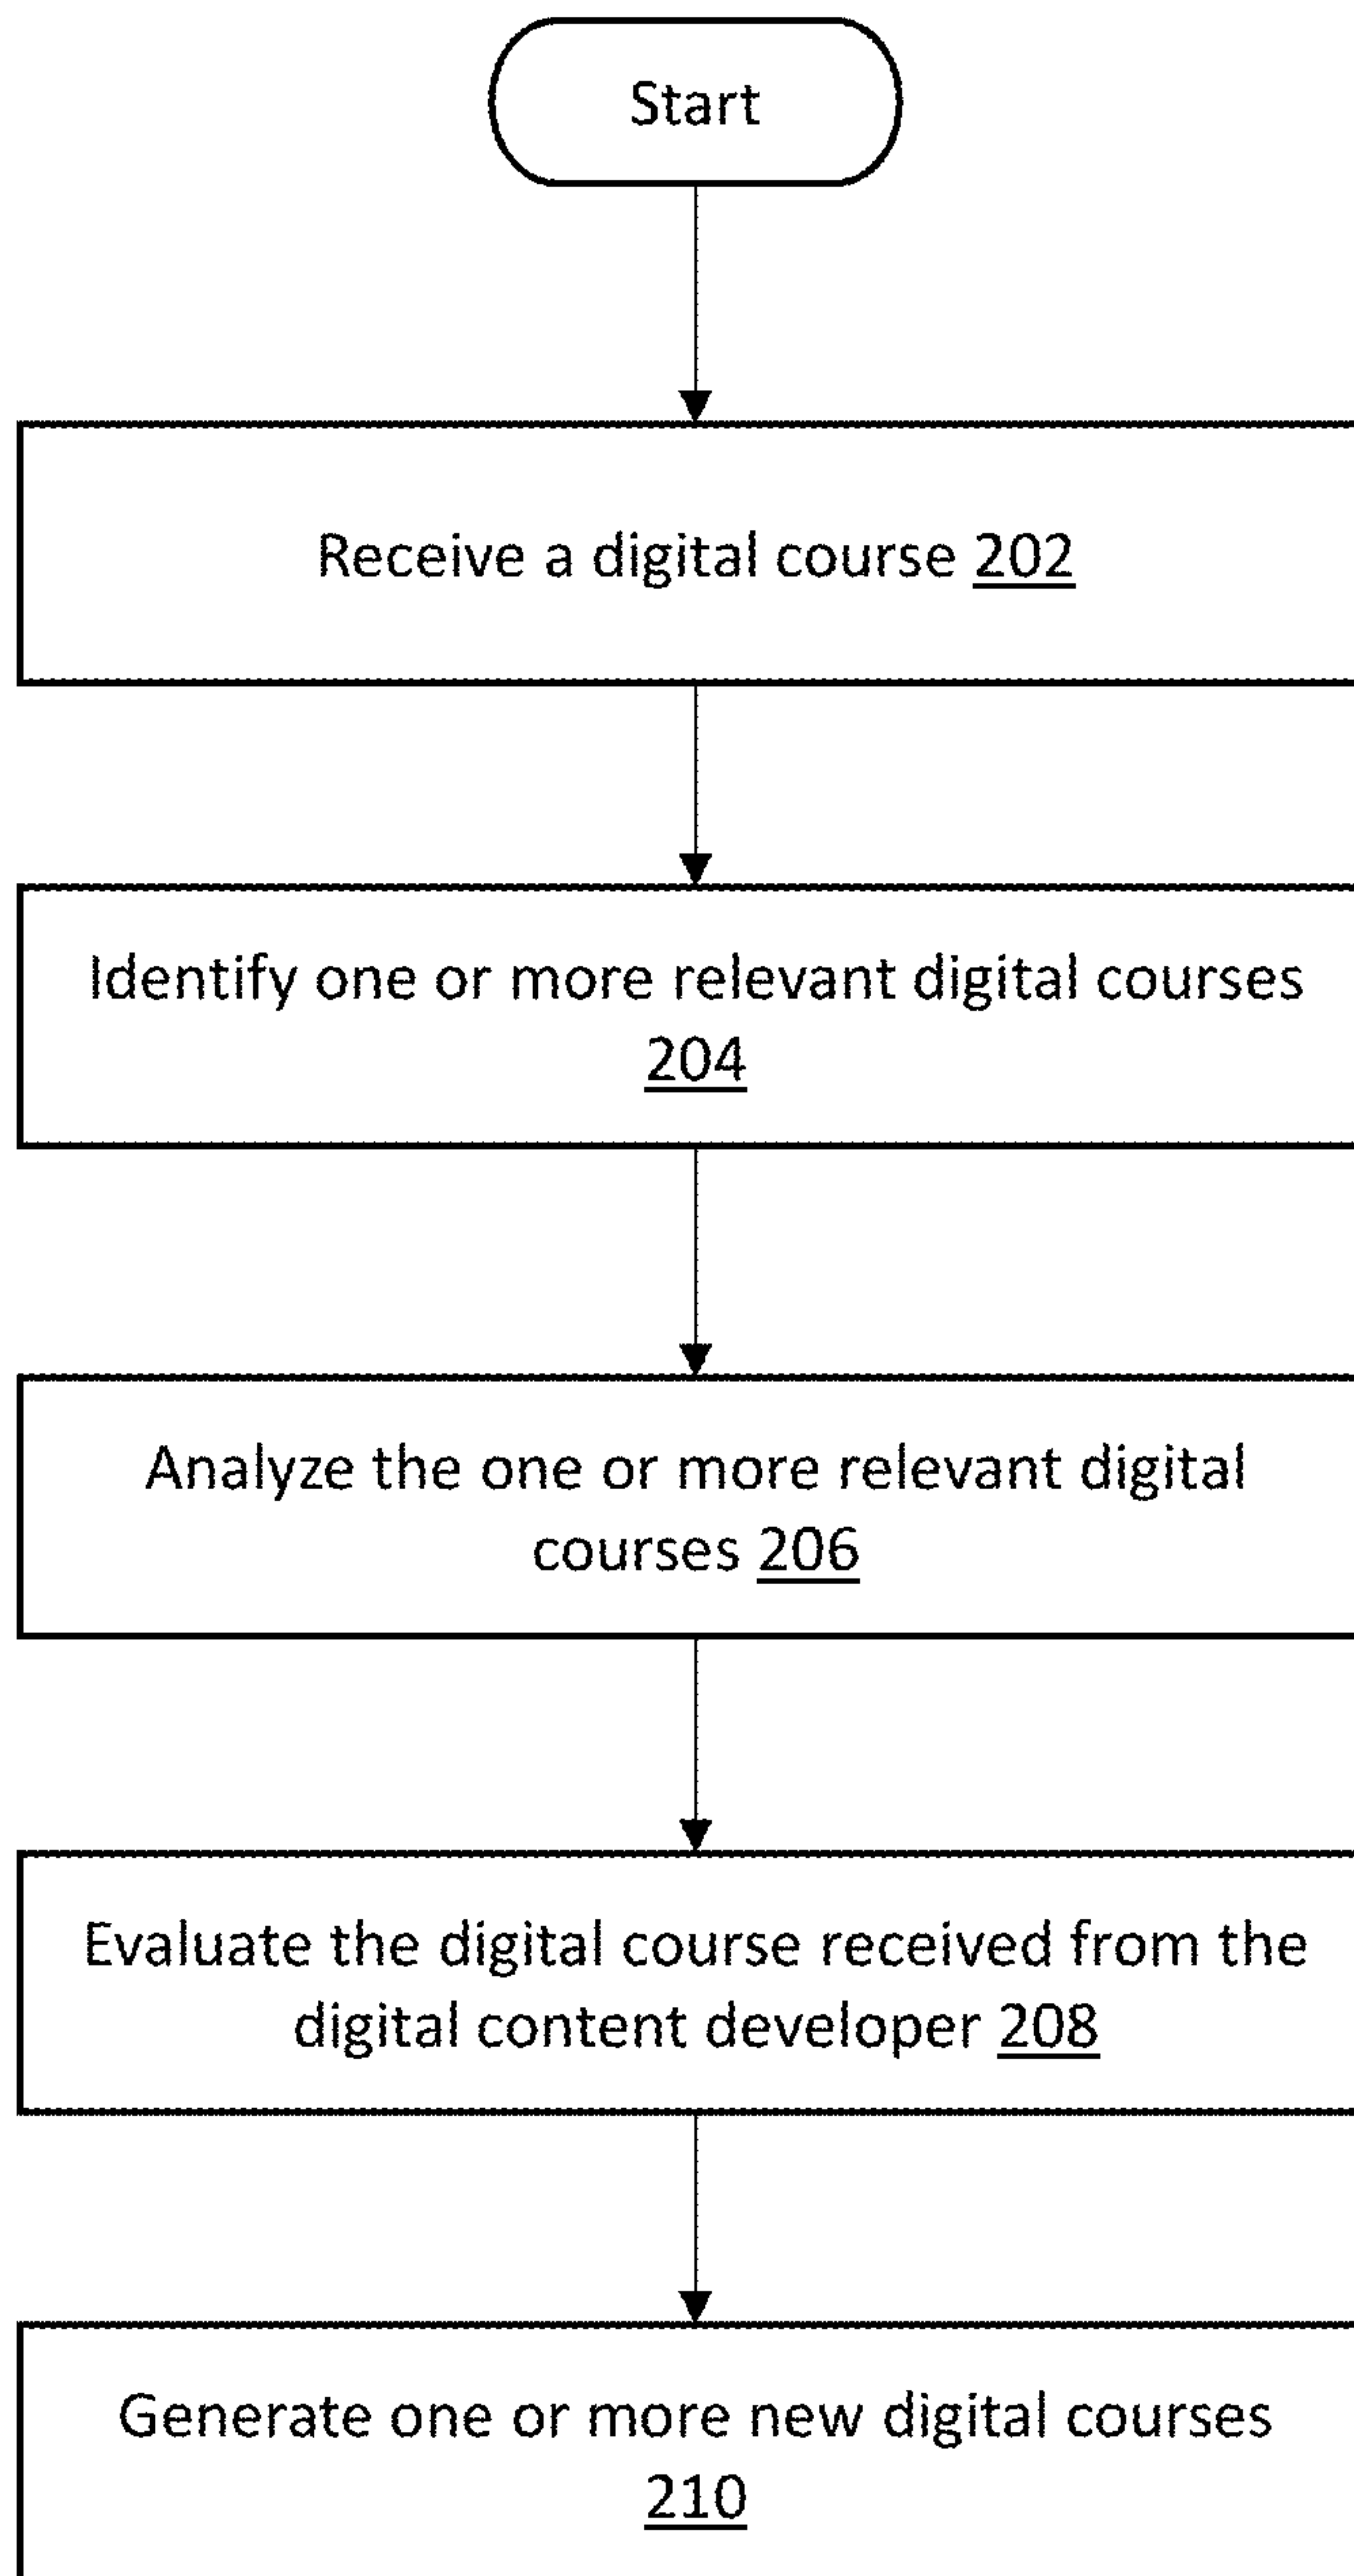 Start
Receive a digital course 202
Identify one or more relevant digital courses
204
Analyze the one or more relevant digital
courses 206
Evaluate the digital course received from the
digital content developer 208
Generate one or more new digital courses
210